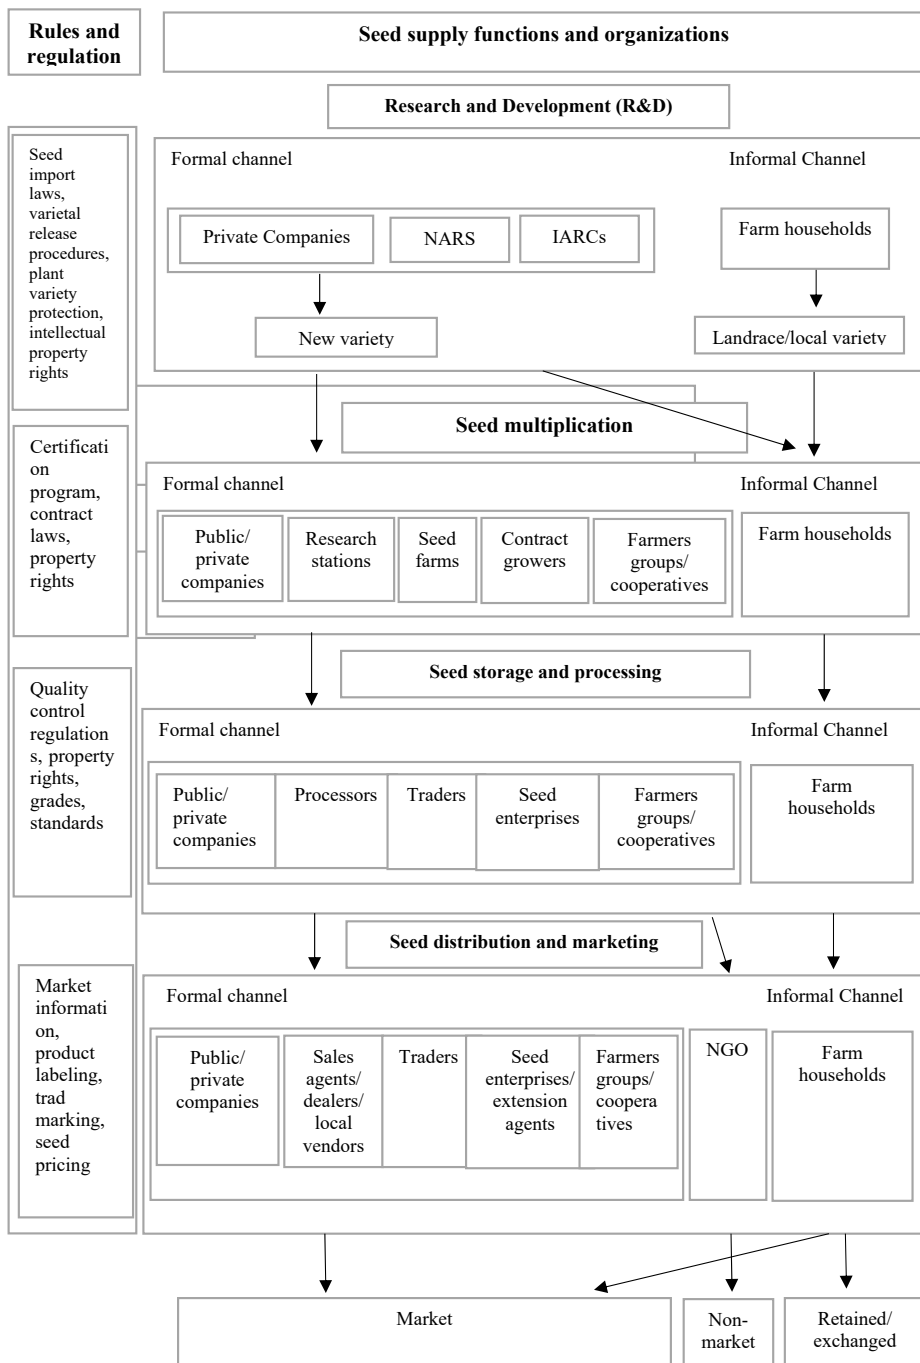 Rules and
regulation
Seed supply functions and organizations
Research and Development (R&D)
Seed
import
laws,
varietal
release
procedures,
plant
variety
protection,
intellectual
property
rights
Formal channel
Informal Channel
Private Companies
NARS
IARCs
Farm households
New variety
Landrace/local variety
Seed multiplication
Certificati
on
program,
contract
laws,
property
rights
Formal channel
Informal Channel
Public/
private
companies
Research
stations
Seed
farms
Contract
growers
Farmers
groups/
cooperatives
Farm households
Seed storage and processing
Quality
control
regulation
s, property
rights,
grades,
standards
Formal channel
Informal Channel
Public/
private
companies
Processors
Traders
Seed
enterprises
Farmers
groups/
cooperatives
Farm
households
Seed distribution and marketing
Market
informati
on,
product
labeling,
trad
marking,
seed
pricing
Formal channel
Informal Channel
Public/
private
companies
Sales
agents/
dealers/
local
vendors
Traders
Seed
enterprises/
extension
agents
Farmers
groups/
coopera
tives
NGO
Farm
households
Market
Non-
market
Retained/
exchanged